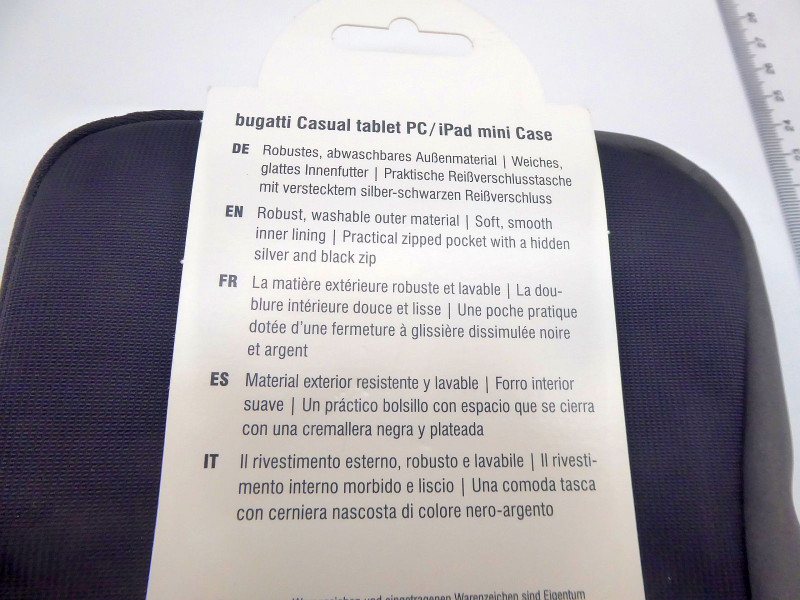 bugatti Casual tablet PC/iPad mini Case
DE Robustes, abwaschbares Außenmaterial | Weiches,
glattes Innenfutter | Praktische Reißverschlusstasche
mit verstecktem silber-schwarzen Reißverschluss
EN Robust, washable outer material | Soft, smooth
inner lining | Practical zipped pocket with a hidden
silver and black zip
FR La matière extérieure robuste et lavable | La dou-
blure intérieure douce et lisse | Une poche pratique
dotée d'une fermeture à glissière dissimulée noire
et argent
ES Material exterior resistente y lavable | Forro interior
suave | Un práctico bolsillo con espacio que se cierra
con una cremallera negra y plateada
IT Il rivestimento esterno, robusto e lavabile | Il rivesti-
mento interno morbido e liscio | Una comoda tasca
con cerniera nascosta di colore nero-argento
und eingetragenen Warenzeichen sind Eigentum